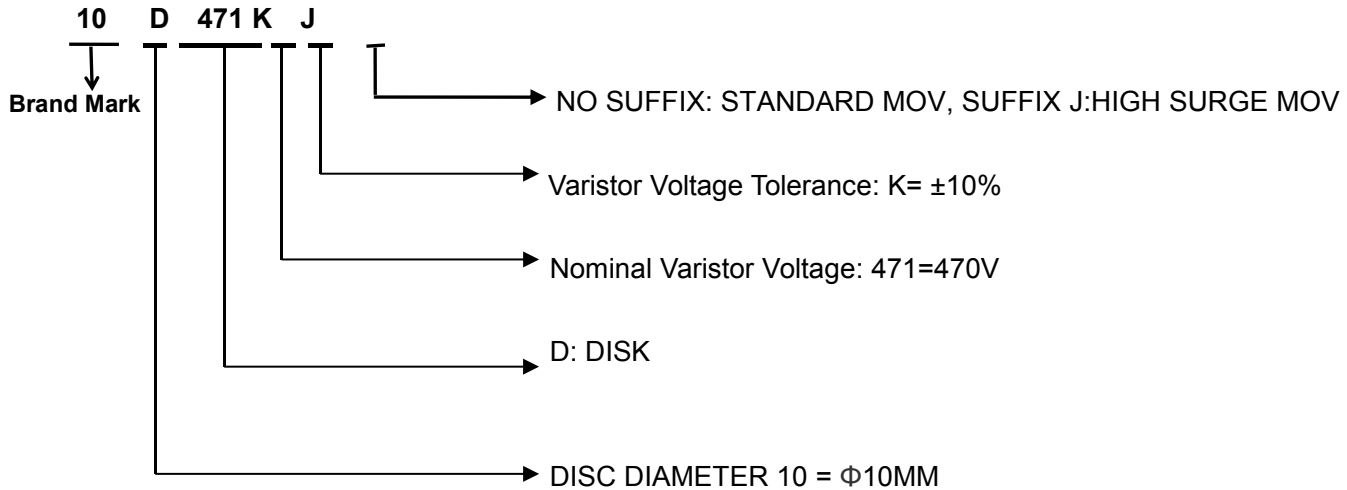 10 D 471 K J
Brand Mark
NO SUFFIX: STANDARD MOV, SUFFIX J:HIGH SURGE MOV
Varistor Voltage Tolerance: K= ±10%
Nominal Varistor Voltage: 471=470V
D: DISK
DISC DIAMETER 10 = Φ10MM